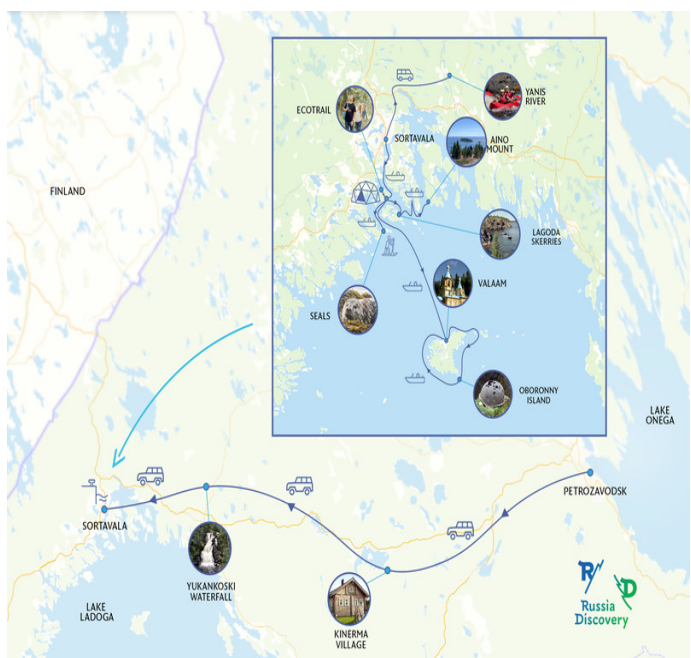 ECOTRAIL
YANIS
RIVER
SORTAVALA
AINO
MOUNT
FINLAND
LAGODA
SKERRIES
VALAAM
SEALS
OBORONNY
ISLAND
LAKE
ONEGA
PETROZAVODSK
SORTAVALA
YUKANKOSKI
WATERFALL
LAKE
LADOGA
KINERMA
VILLAGE
R
D
Russia
Discovery